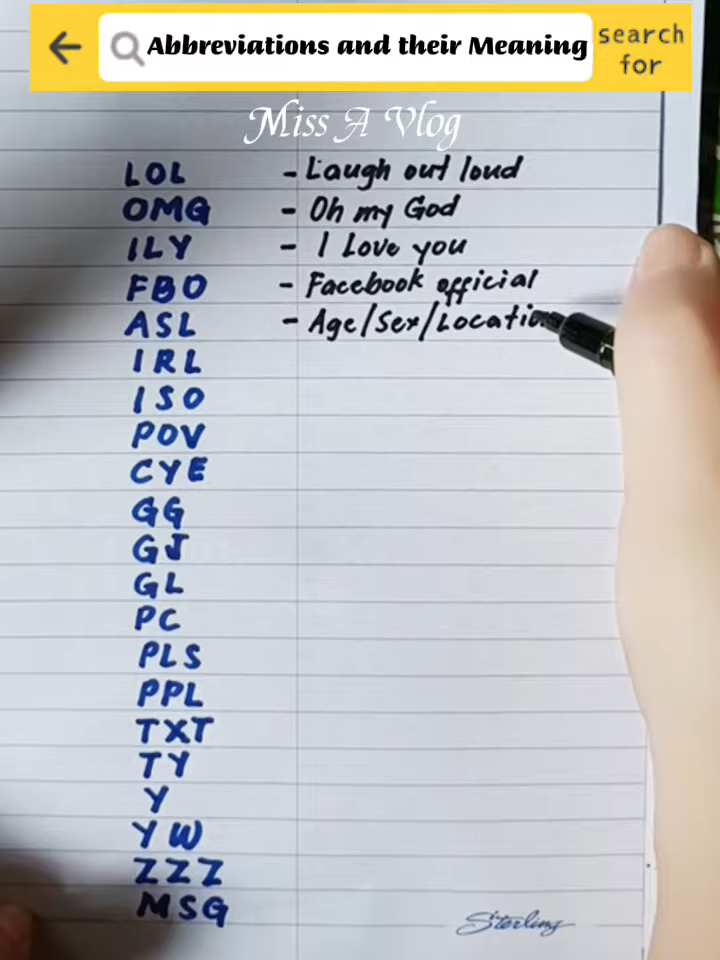 Abbreviations and their Meaning
search for
Miss A Vlog
LOL - Laugh out loud
OMG - Oh my God
ILY - I Love you
FBO - Facebook official
ASL - Age/Sex/Locatio
IRL
ISO
POV
CYE
GG
GJ
GL
PC
PLS
PPL
TXT
TY
Y
YW
ZZZ
MSG
Sterling